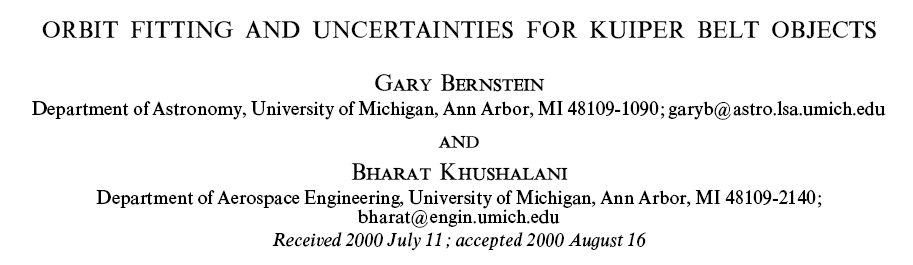 ORBIT FITTING AND UNCERTAINTIES FOR KUIPER BELT OBJECTS
GARY BERNSTEIN
Department of Astronomy, University of Michigan, Ann Arbor, MI 48109-1090; garyb@astro.lsa.umich.edu
AND
BHARAT KHUSHALANI
Department of Aerospace Engineering, University of Michigan, Ann Arbor, MI 48109-2140;
bharat@engin.umich.edu
Received 2000 July 11; accepted 2000 August 16